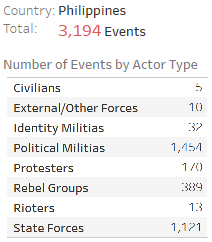 Country: Philippines
Total: 3,194 Events
Number of Events by Actor Type
Civilians 5
External/Other Forces 10
Identity Militias 32
Political Militias 1,454
Protesters 170
Rebel Groups 389
Rioters 13
State Forces 1,121